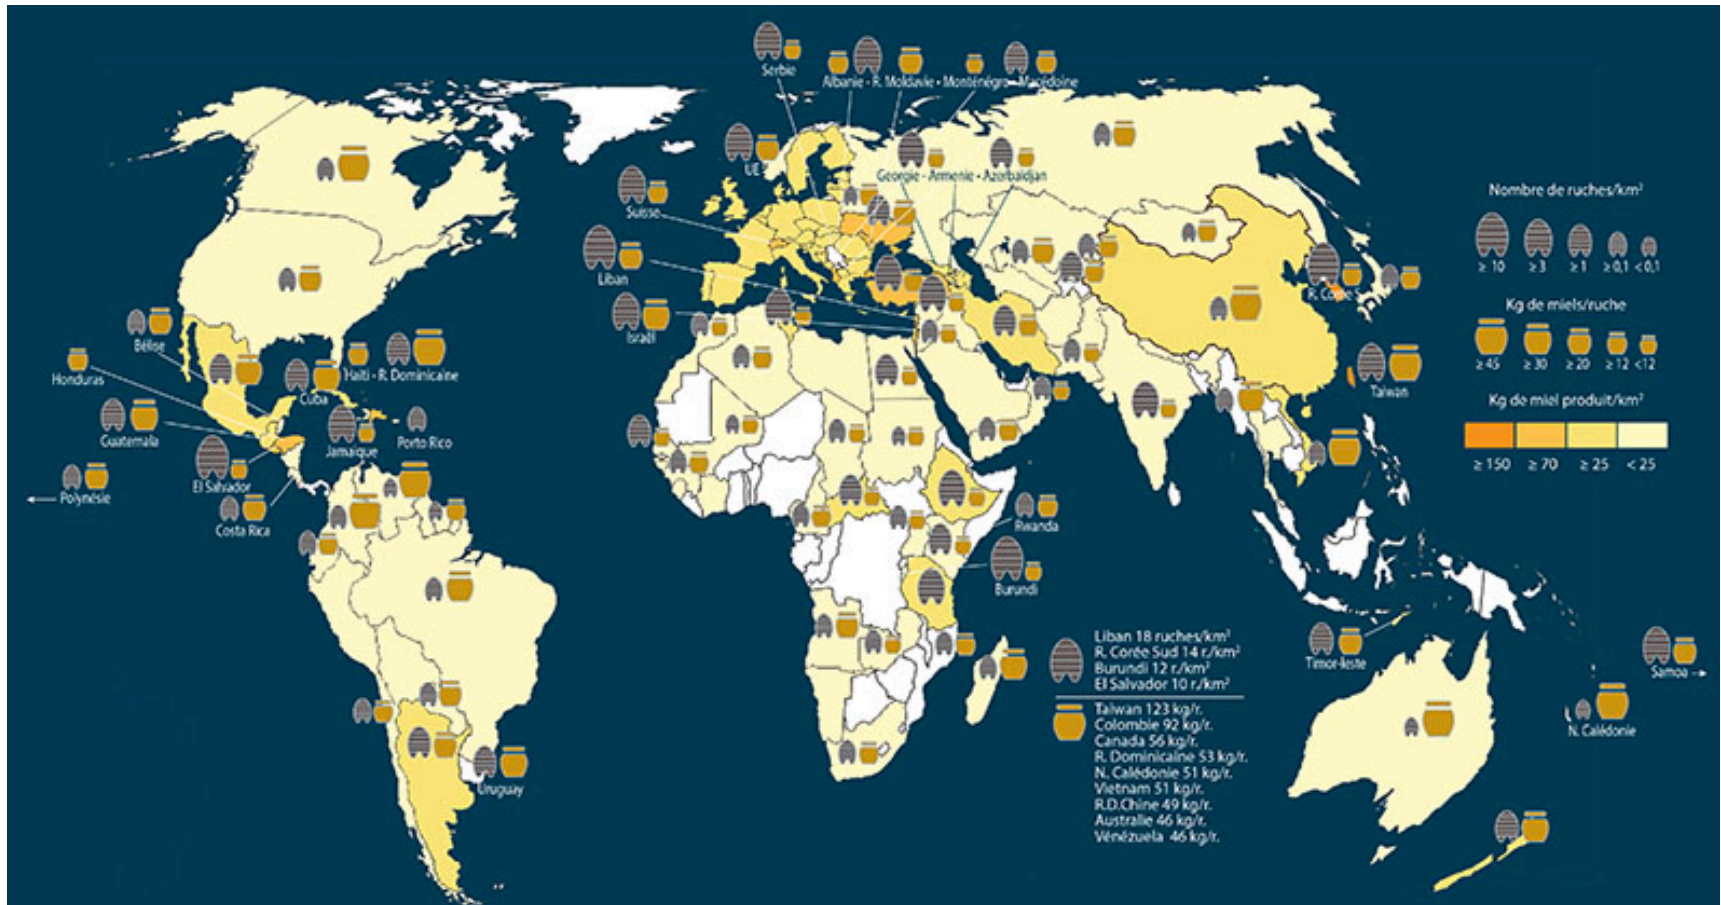 Serbie
Albanie - R. Moldavie - Monténégro - Macédoine
UE
Georgie - Armenie - Azerbaidjan
Suisse
Liban
Israël
Bélise
Honduras
Haïti - R. Dominicaine
Cuba
Guatemala
Jamaïque
Porto Rico
El Salvador
Polynésie
Costa Rica
Uruguay
Rwanda
Burundi
R. Corée S
Taïwan
Timor-leste
Samoa
N. Calédonie
Nombre de ruches/km²
≥ 10 ≥ 3 ≥ 1 ≥ 0,1 < 0,1
Kg de miels/ruche
≥ 45 ≥ 30 ≥ 20 ≥ 12 <12
Kg de miel produit/km²
≥ 150 ≥ 70 ≥ 25 < 25
Liban 18 ruches/km²
R. Corée Sud 14 r./km²
Burundi 12 r./km²
El Salvador 10 r./km²
Taïwan 123 kg/r.
Colombie 92 kg/r.
Canada 56 kg/r.
R. Dominicaine 53 kg/r.
N. Calédonie 51 kg/r.
Vietnam 51 kg/r.
R.D.Chine 49 kg/r.
Australie 46 kg/r.
Vénézuela 46 kg/r.